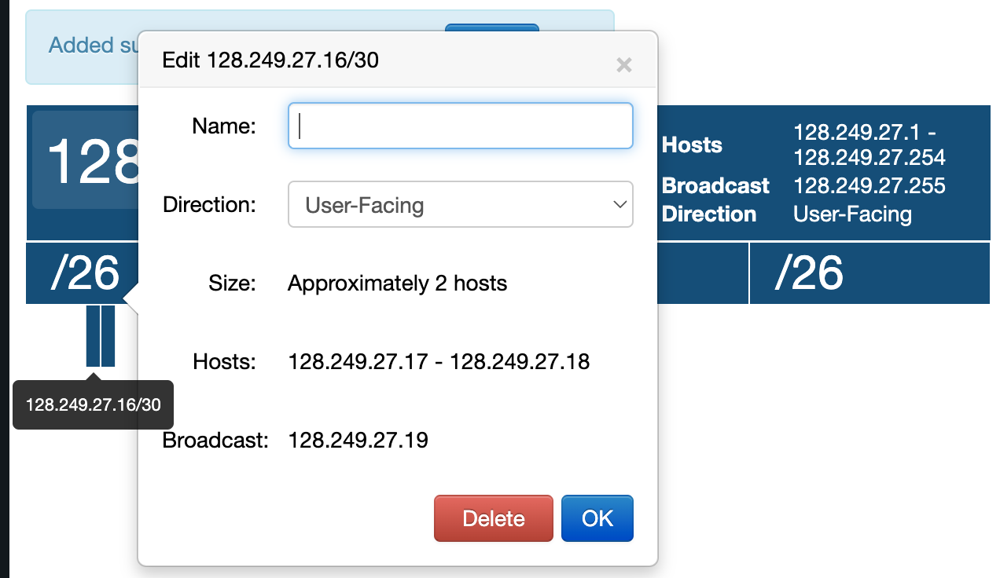 Added su
Edit 128.249.27.16/30
×
Name:
128
Hosts
128.249.27.1 -
128.249.27.254
Broadcast 128.249.27.255
Direction: User-Facing
Direction User-Facing
/26
/26
Size: Approximately 2 hosts
Hosts: 128.249.27.17 - 128.249.27.18
128.249.27.16/30
Broadcast: 128.249.27.19
Delete OK